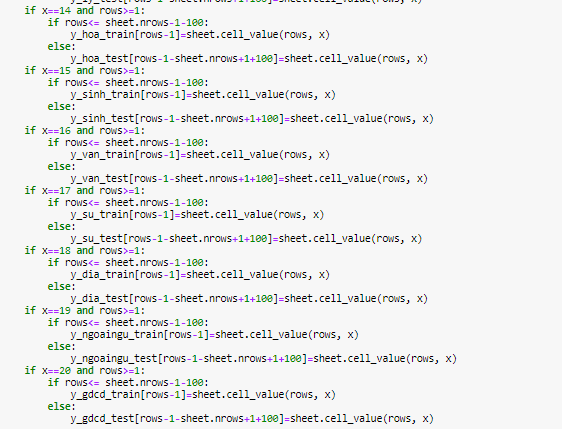 y_ly_test[rows-1-sheet.nrows+1+100]=sheet.cell_value(rows, x)
if x==14 and rows>=1:
if rows<= sheet.nrows-1-100:
y_hoa_train[rows-1]=sheet.cell_value(rows, x)
else:
y_hoa_test[rows-1-sheet.nrows+1+100]=sheet.cell_value(rows, x)
if x==15 and rows>=1:
if rows<= sheet.nrows-1-100:
y_sinh_train[rows-1]=sheet.cell_value(rows, x)
else:
y_sinh_test[rows-1-sheet.nrows+1+100]=sheet.cell_value(rows, x)
if x==16 and rows>=1:
if rows<= sheet.nrows-1-100:
y_van_train[rows-1]=sheet.cell_value(rows, x)
else:
y_van_test[rows-1-sheet.nrows+1+100]=sheet.cell_value(rows, x)
if x==17 and rows>=1:
if rows<= sheet.nrows-1-100:
y_su_train[rows-1]=sheet.cell_value(rows, x)
else:
y_su_test[rows-1-sheet.nrows+1+100]=sheet.cell_value(rows, x)
if x==18 and rows>=1:
if rows<= sheet.nrows-1-100:
y_dia_train[rows-1]=sheet.cell_value(rows, x)
else:
y_dia_test[rows-1-sheet.nrows+1+100]=sheet.cell_value(rows, x)
if x==19 and rows>=1:
if rows<= sheet.nrows-1-100:
y_ngoaingu_train[rows-1]=sheet.cell_value(rows, x)
else:
y_ngoaingu_test[rows-1-sheet.nrows+1+100]=sheet.cell_value(rows, x)
if x==20 and rows>=1:
if rows<= sheet.nrows-1-100:
y_gdcd_train[rows-1]=sheet.cell_value(rows, x)
else:
y_gdcd_test[rows-1-sheet.nrows+1+100]=sheet.cell_value(rows, x)